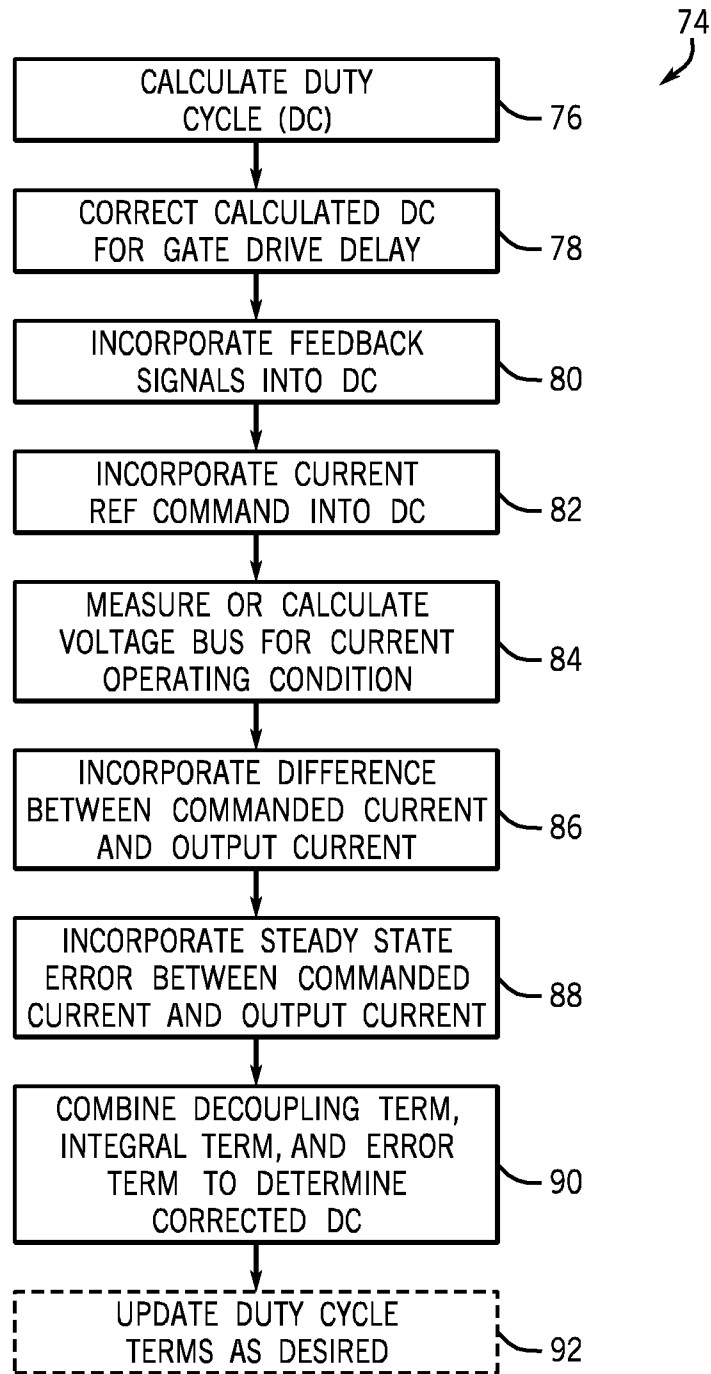 74
CALCULATE DUTY
CYCLE (DC)
76
CORRECT CALCULATED DC
FOR GATE DRIVE DELAY
78
INCORPORATE FEEDBACK
SIGNALS INTO DC
80
INCORPORATE CURRENT
REF COMMAND INTO DC
82
MEASURE OR CALCULATE
VOLTAGE BUS FOR CURRENT
OPERATING CONDITION
84
INCORPORATE DIFFERENCE
BETWEEN COMMANDED CURRENT
AND OUTPUT CURRENT
86
INCORPORATE STEADY STATE
ERROR BETWEEN COMMANDED
CURRENT AND OUTPUT CURRENT
88
COMBINE DECOUPLING TERM,
INTEGRAL TERM, AND ERROR
TERM TO DETERMINE
CORRECTED DC
90
UPDATE DUTY CYCLE
TERMS AS DESIRED
92